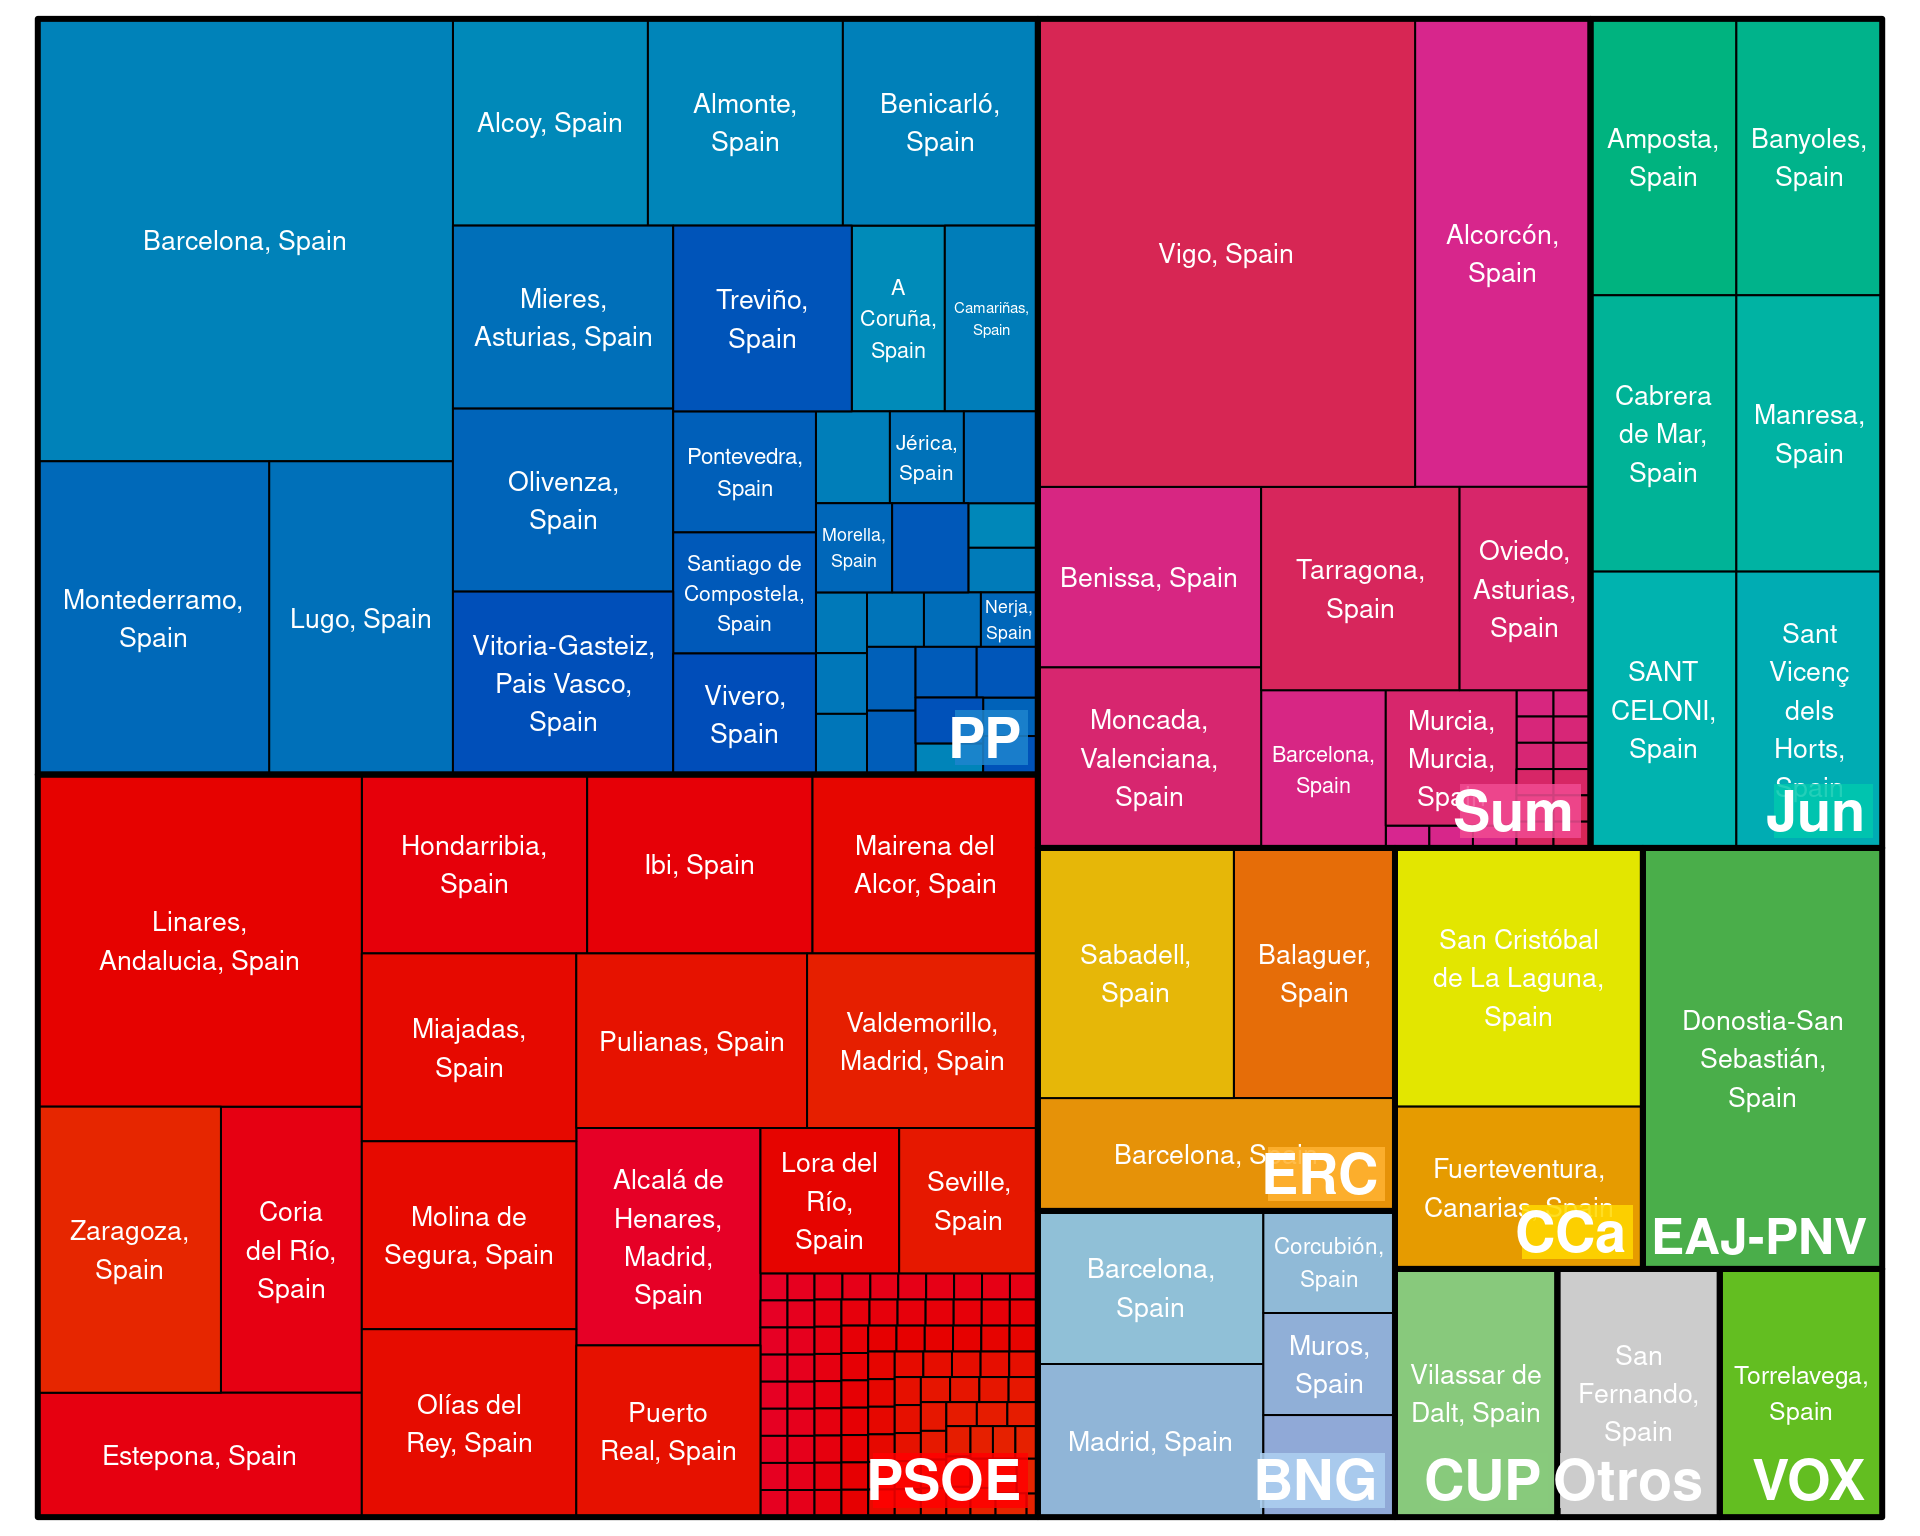 Barcelona, Spain
Alcoy, Spain
Almonte,
Spain
Benicarló,
Spain
Mieres,
Asturias, Spain
Treviño,
Spain
A
Coruña,
Spain
Camariñas,
Spain
Olivenza,
Spain
Pontevedra,
Spain
Jérica,
Spain
Morella,
Spain
Santiago de
Compostela,
Spain
Nerja,
Spain
Montederramo,
Spain
Lugo, Spain
Vitoria-Gasteiz,
Pais Vasco,
Spain
Vivero,
Spain
PP
Vigo, Spain
Alcorcón,
Spain
Benissa, Spain
Tarragona,
Spain
Oviedo,
Asturias,
Spain
Moncada,
Valenciana,
Spain
Barcelona,
Spain
Murcia,
Murcia,
Spain
Sum
Amposta,
Spain
Banyoles,
Spain
Cabrera
de Mar,
Spain
Manresa,
Spain
SANT
CELONI,
Spain
Sant
Vicenç
dels
Horts,
Spain
Jun
Linares,
Andalucia, Spain
Hondarribia,
Spain
Ibi, Spain
Mairena del
Alcor, Spain
Miajadas,
Spain
Pulianas, Spain
Valdemorillo,
Madrid, Spain
Zaragoza,
Spain
Coria
del Río,
Spain
Molina de
Segura, Spain
Alcalá de
Henares,
Madrid,
Spain
Lora del
Río,
Spain
Seville,
Spain
Estepona, Spain
Olías del
Rey, Spain
Puerto
Real, Spain
PSOE
Sabadell,
Spain
Balaguer,
Spain
Barcelona, Spain
ERC
San Cristóbal
de La Laguna,
Spain
Fuerteventura,
Canarias, Spain
CCa
Donostia-San
Sebastián,
Spain
EAJ-PNV
Barcelona,
Spain
Corcubión,
Spain
Muros,
Spain
Madrid, Spain
BNG
Vilassar de
Dalt, Spain
CUP
San
Fernando,
Spain
Otros
Torrelavega,
Spain
VOX